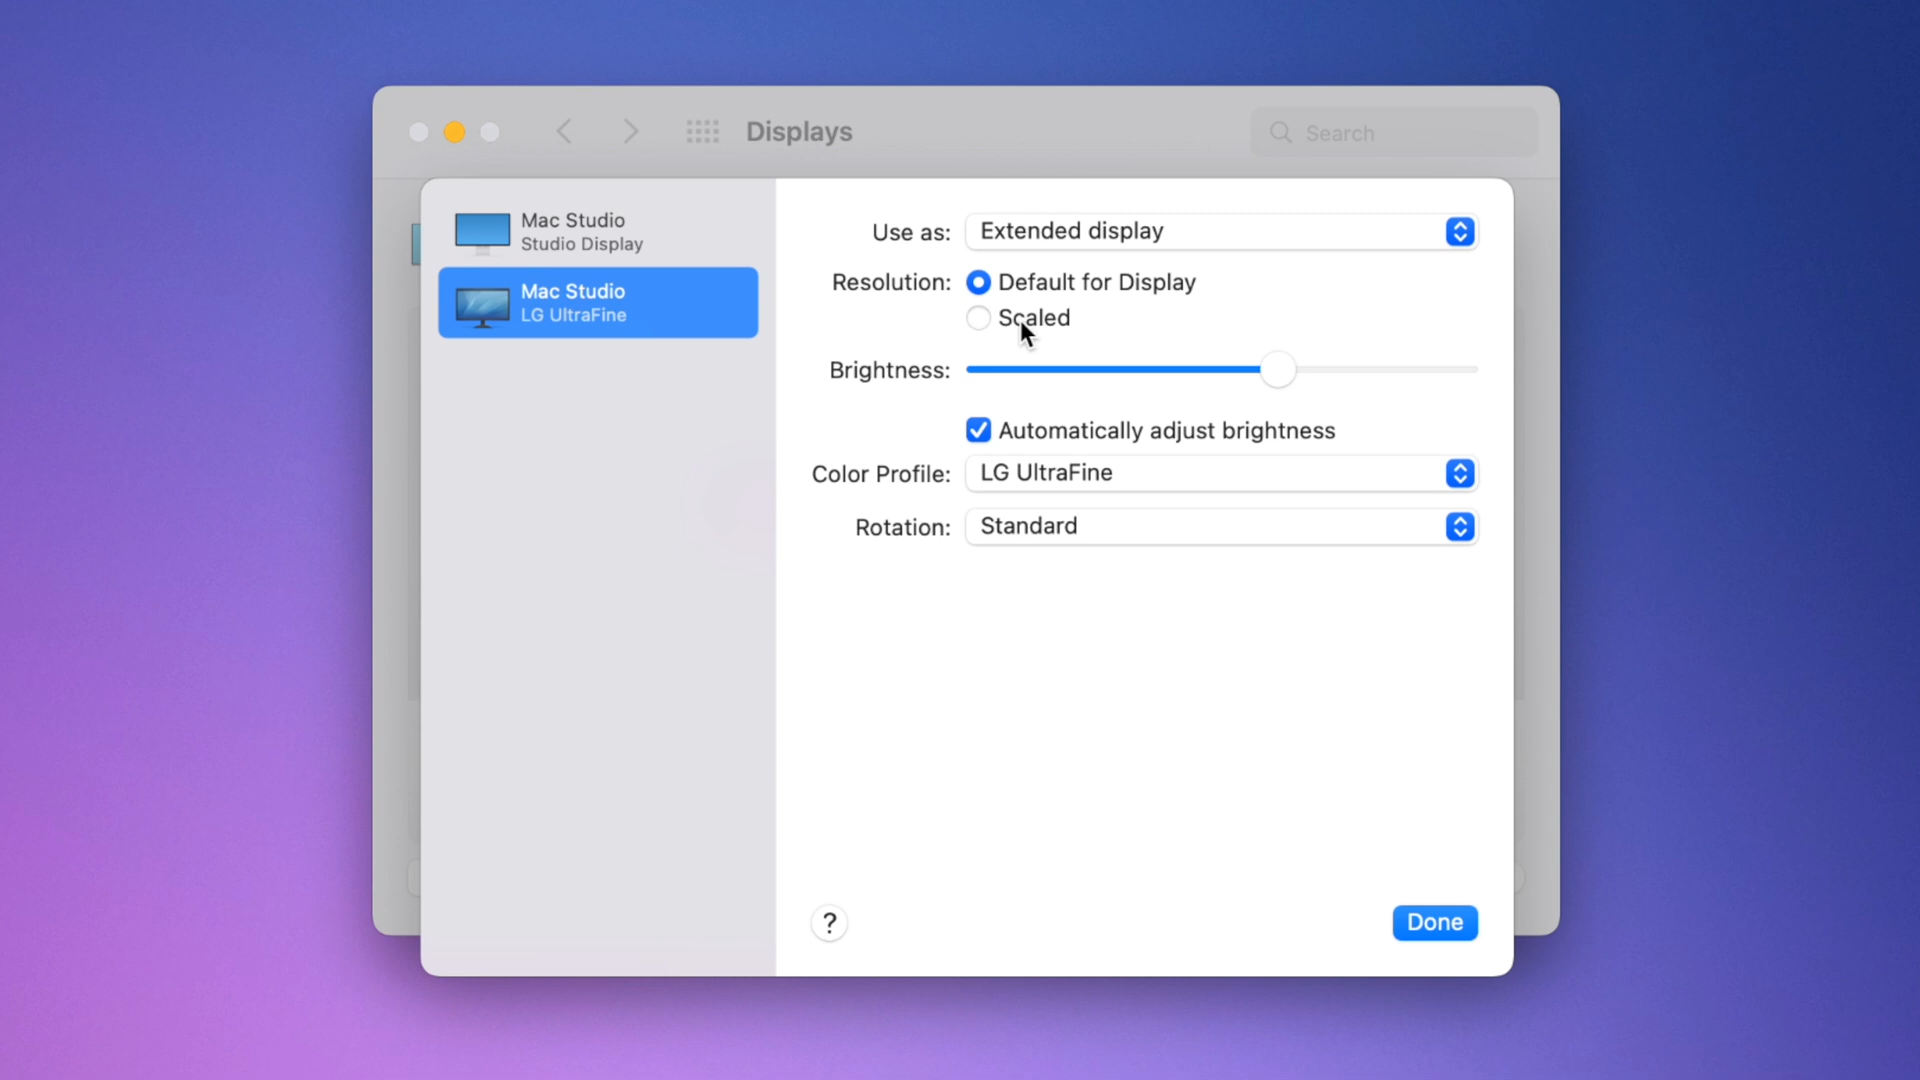 Displays
Search
Mac Studio
Studio Display
Mac Studio
LG UltraFine
Use as: Extended display
Resolution: Default for Display
Scaled
Brightness:
Automatically adjust brightness
Color Profile: LG UltraFine
Rotation: Standard
?
Done